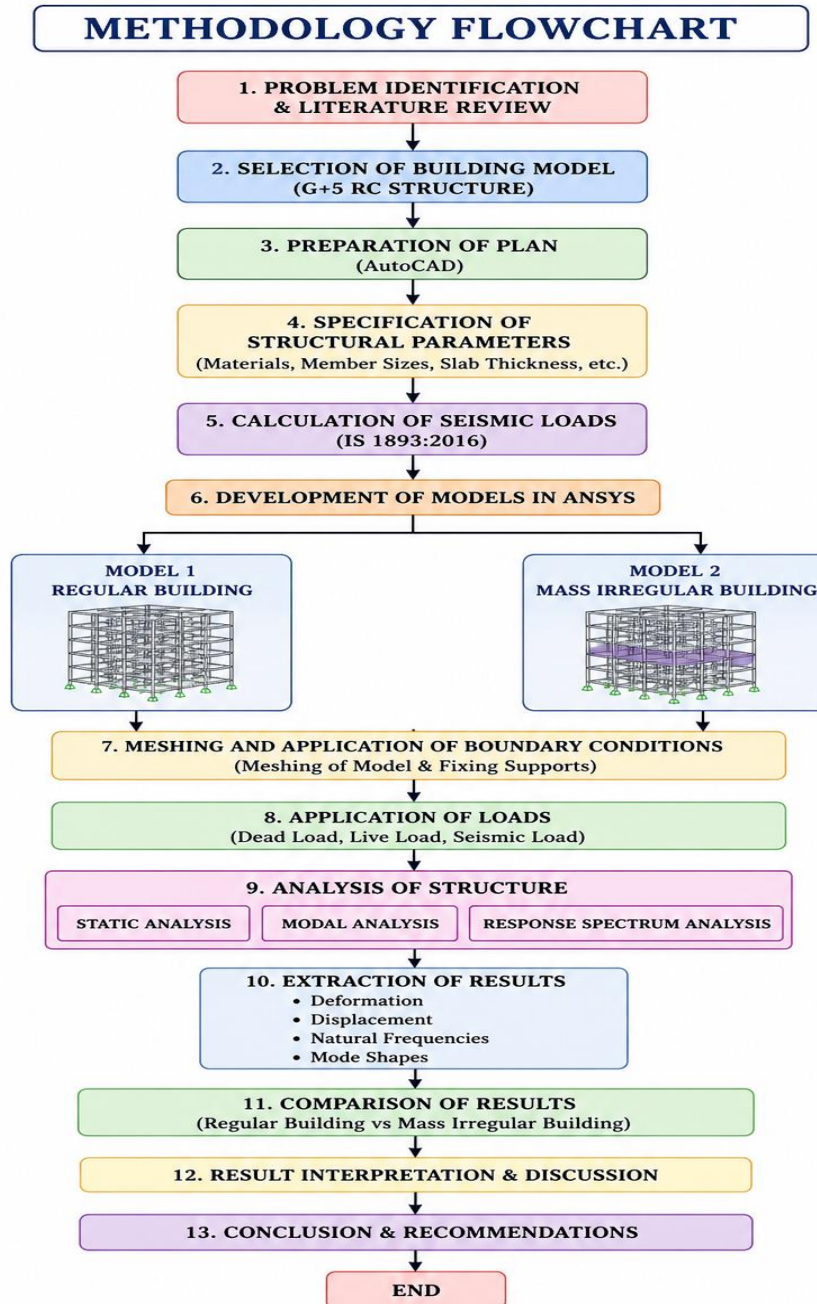 METHODOLOGY FLOWCHART
1. PROBLEM IDENTIFICATION
& LITERATURE REVIEW
2. SELECTION OF BUILDING MODEL
(G+5 RC STRUCTURE)
3. PREPARATION OF PLAN
(AutoCAD)
4. SPECIFICATION OF
STRUCTURAL PARAMETERS
(Materials, Member Sizes, Slab Thickness, etc.)
5. CALCULATION OF SEISMIC LOADS
(IS 1893:2016)
6. DEVELOPMENT OF MODELS IN ANSYS
MODEL 1
REGULAR BUILDING
MODEL 2
MASS IRREGULAR BUILDING
7. MESHING AND APPLICATION OF BOUNDARY CONDITIONS
(Meshing of Model & Fixing Supports)
8. APPLICATION OF LOADS
(Dead Load, Live Load, Seismic Load)
9. ANALYSIS OF STRUCTURE
STATIC ANALYSIS
MODAL ANALYSIS
RESPONSE SPECTRUM ANALYSIS
10. EXTRACTION OF RESULTS
• Deformation
• Displacement
• Natural Frequencies
• Mode Shapes
11. COMPARISON OF RESULTS
(Regular Building vs Mass Irregular Building)
12. RESULT INTERPRETATION & DISCUSSION
13. CONCLUSION & RECOMMENDATIONS
END